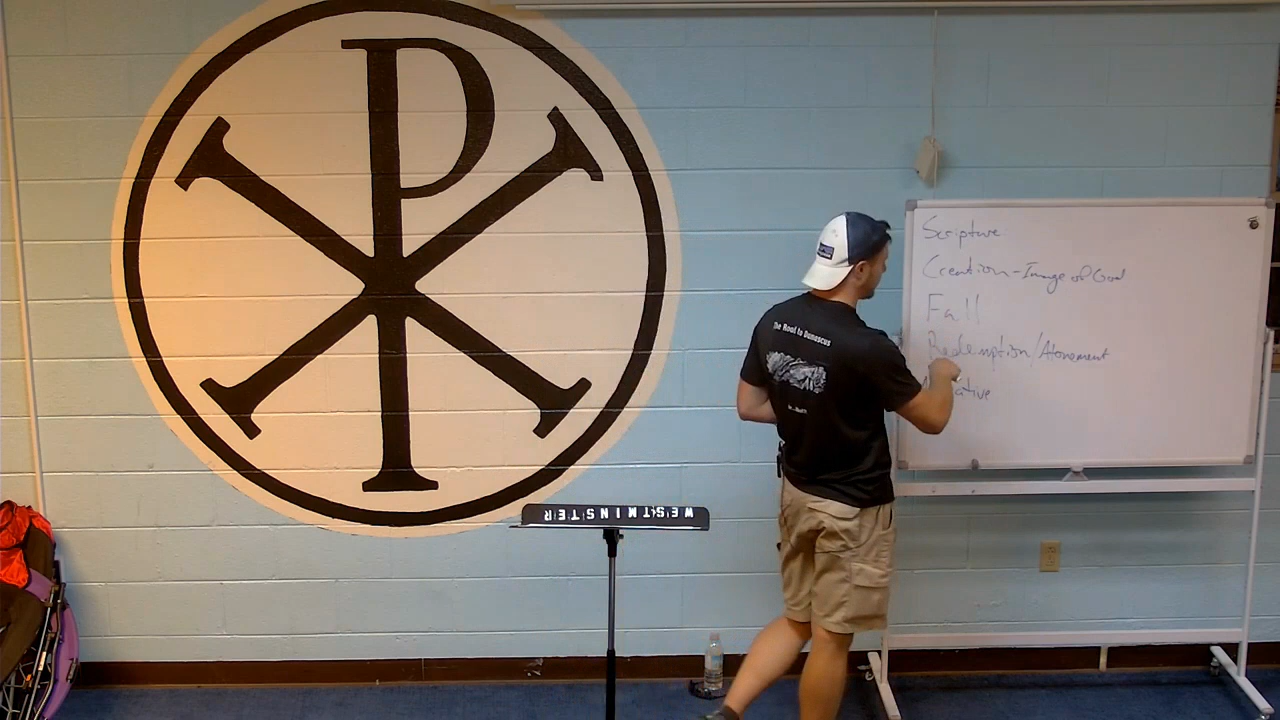 Scripture
Creation - Image of God
Fall
Redemption/Atonement
The Road to Damascus
WESTMINSTER